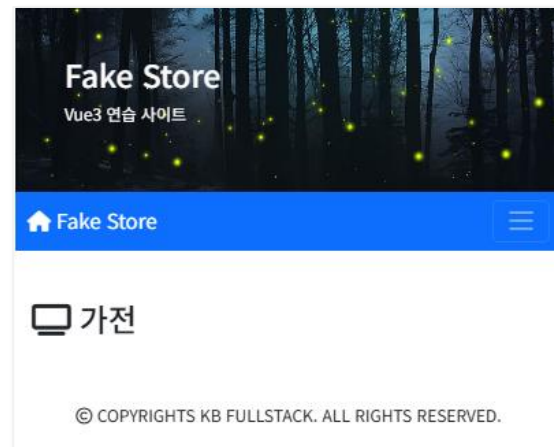 Fake Store
Vue3 연습 사이트
Fake Store
가전
© COPYRIGHTS KB FULLSTACK. ALL RIGHTS RESERVED.